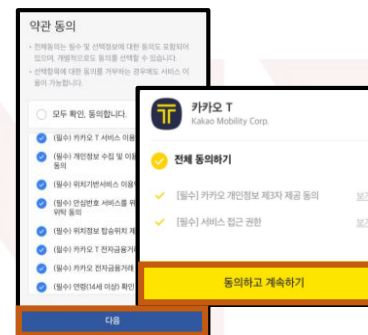 약관 동의
• 전체동의는 필수 및 선택정보에 대한 동의도 포함되어
있으며, 개별적으로도 동의를 선택할 수 있습니다.
• 선택항목에 대한 동의를 거부하는 경우에도 서비스 이
용이 가능합니다.
모두 확인, 동의합니다.
(필수) 카카오 T 서비스 이용
(필수) 개인정보 수집 및 이용
동의
(필수) 위치기반서비스 이용
(필수) 안심번호 서비스를 위
위탁 동의
(필수) 위치정보 탑승위치 제
(필수) 카카오 T 전자금융거
(필수) 카카오 전자금융거래
(필수) 연령(14세 이상) 확인
다음
카카오 T
Kakao Mobility Corp.
전체 동의하기
[필수] 카카오 개인정보 제3자 제공 동의 보기
[필수] 서비스 접근 권한 보기
동의하고 계속하기